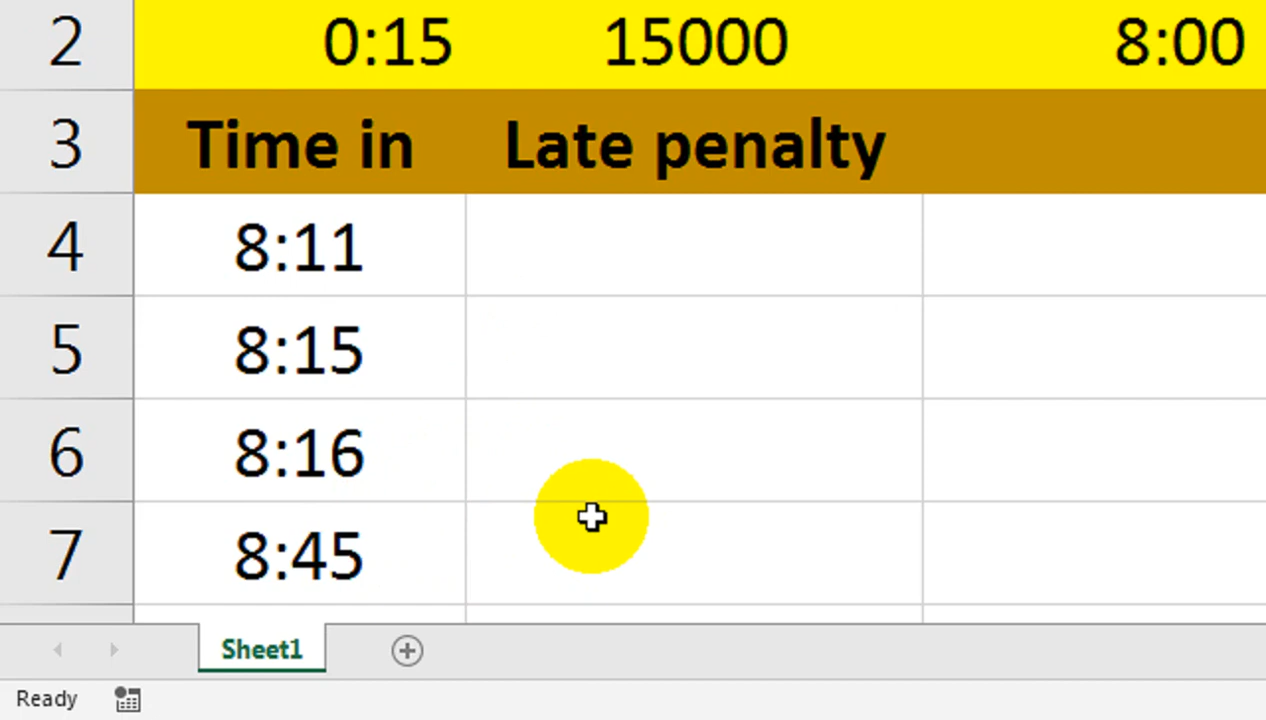 2 0:15 15000 8:00
3 Time in Late penalty
4 8:11
5 8:15
6 8:16
7 8:45
Sheet1
Ready